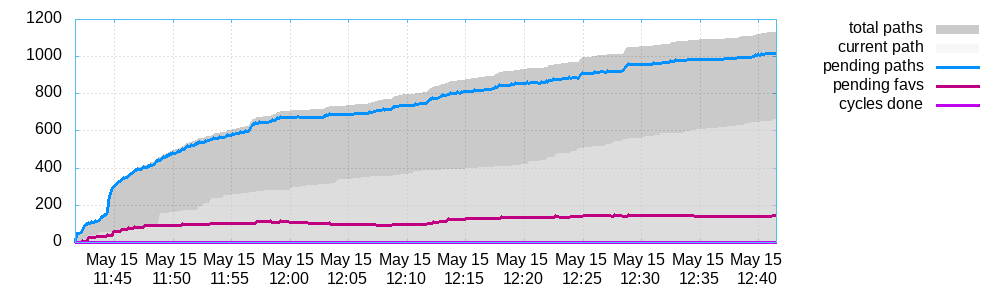 1200
1000
800
600
400
200
0
May 15 May 15 May 15 May 15 May 15 May 15 May 15 May 15 May 15 May 15 May 15 May 15
11:45 11:50 11:55 12:00 12:05 12:10 12:15 12:20 12:25 12:30 12:35 12:40
total paths
current path
pending paths
pending favs
cycles done